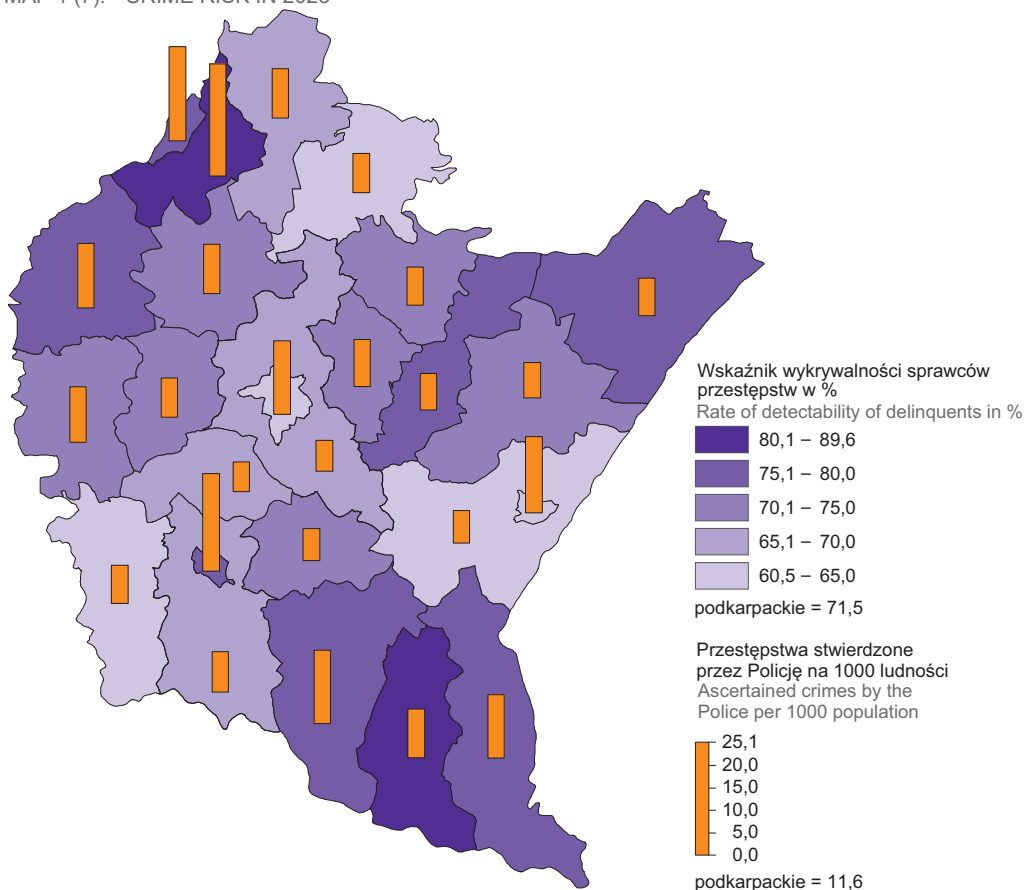 Wskaźnik wykrywalności sprawców
przestępstw w %
Rate of detectability of delinquents in %
80,1 – 89,6
75,1 – 80,0
70,1 – 75,0
65,1 – 70,0
60,5 – 65,0
podkarpackie = 71,5
Przestępstwa stwierdzone
przez Policję na 1000 ludności
Ascertained crimes by the
Police per 1000 population
25,1
20,0
15,0
10,0
5,0
0,0
podkarpackie = 11,6